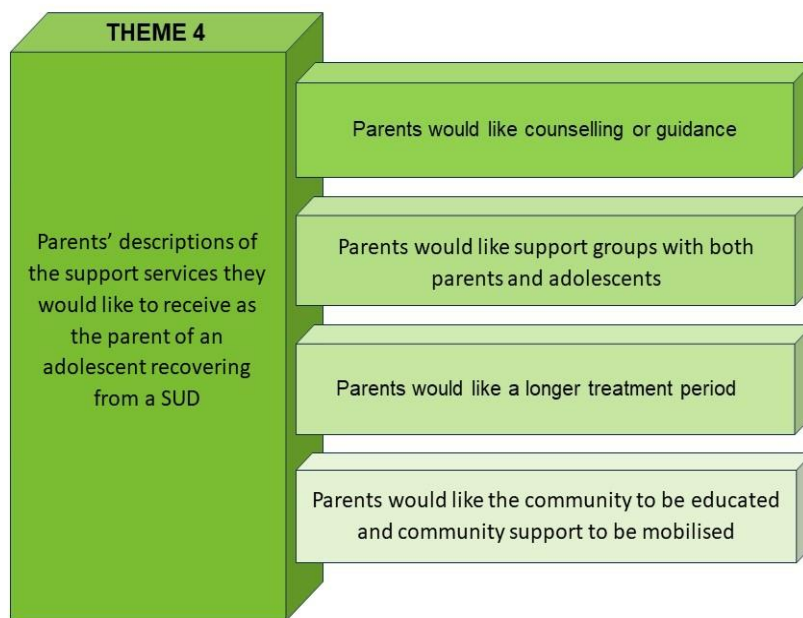 THEME 4
Parents’ descriptions of
the support services they
would like to receive as
the parent of an
adolescent recovering
from a SUD
Parents would like counselling or guidance
Parents would like support groups with both
parents and adolescents
Parents would like a longer treatment period
Parents would like the community to be educated
and community support to be mobilised